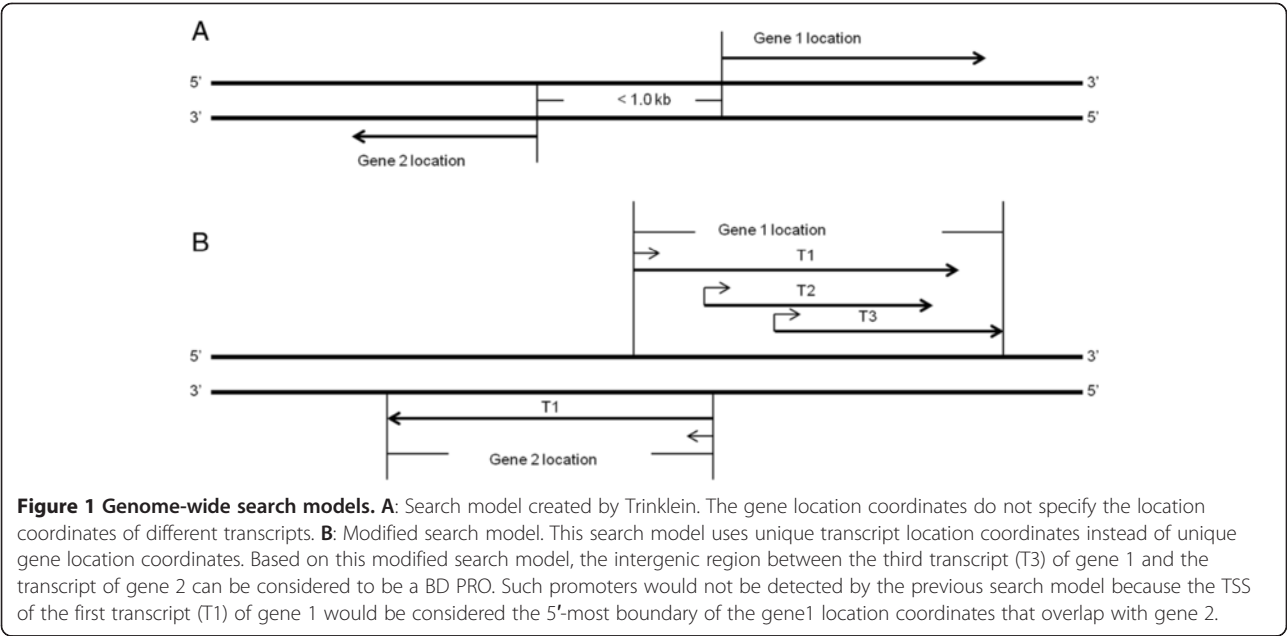 A
Gene 1 location
5' 3'
< 1.0 kb
3' 5'
Gene 2 location
B
Gene 1 location
T1
T2
T3
5' 3'
3' 5'
T1
Gene 2 location
Figure 1 Genome-wide search models. A: Search model created by Trinklein. The gene location coordinates do not specify the location
coordinates of different transcripts. B: Modified search model. This search model uses unique transcript location coordinates instead of unique
gene location coordinates. Based on this modified search model, the intergenic region between the third transcript (T3) of gene 1 and the
transcript of gene 2 can be considered to be a BD PRO. Such promoters would not be detected by the previous search model because the TSS
of the first transcript (T1) of gene 1 would be considered the 5′-most boundary of the gene1 location coordinates that overlap with gene 2.